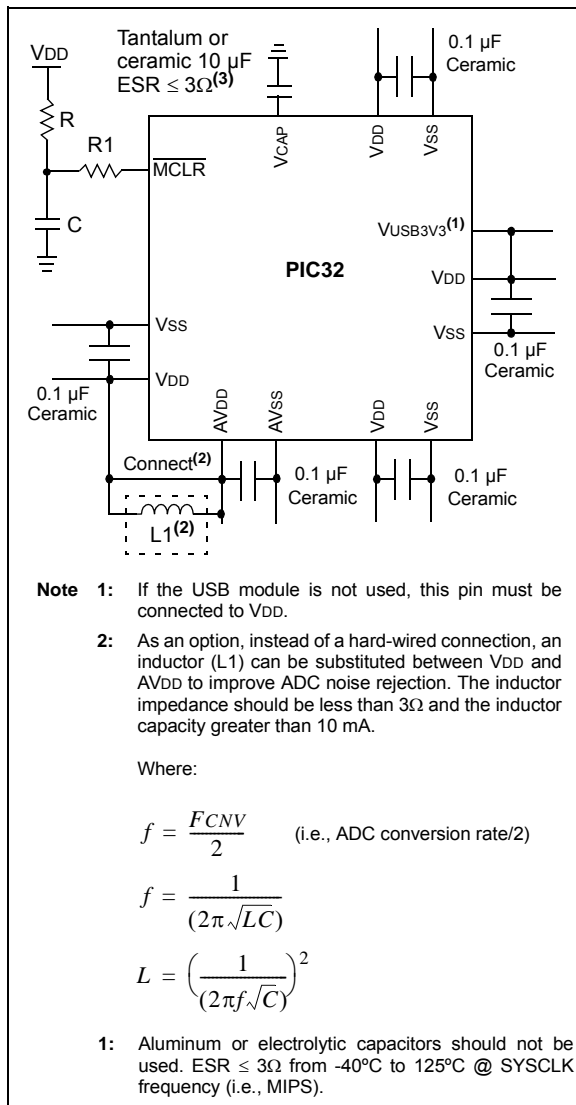 Tantalum or
ceramic 10 µF
ESR ≤ 3Ω(3)
0.1 µF
Ceramic
VDD
R
R1
C
MCLR
VCAP
VDD
VSS
VUSB3V3(1)
PIC32
VDD
VSS
0.1 µF
Ceramic
VSS
VDD
0.1 µF
Ceramic
AVDD
AVSS
VDD
VSS
Connect(2)
0.1 µF
Ceramic
0.1 µF
Ceramic
L1(2)
Note 1: If the USB module is not used, this pin must be
connected to VDD.
2: As an option, instead of a hard-wired connection, an
inductor (L1) can be substituted between VDD and
AVDD to improve ADC noise rejection. The inductor
impedance should be less than 3Ω and the inductor
capacity greater than 10 mA.
Where:
f = FCNV / 2 (i.e., ADC conversion rate/2)
f = 1 / (2π√LC)
L = (1 / (2πf√C))²
1: Aluminum or electrolytic capacitors should not be
used. ESR ≤ 3Ω from -40ºC to 125ºC @ SYSCLK
frequency (i.e., MIPS).